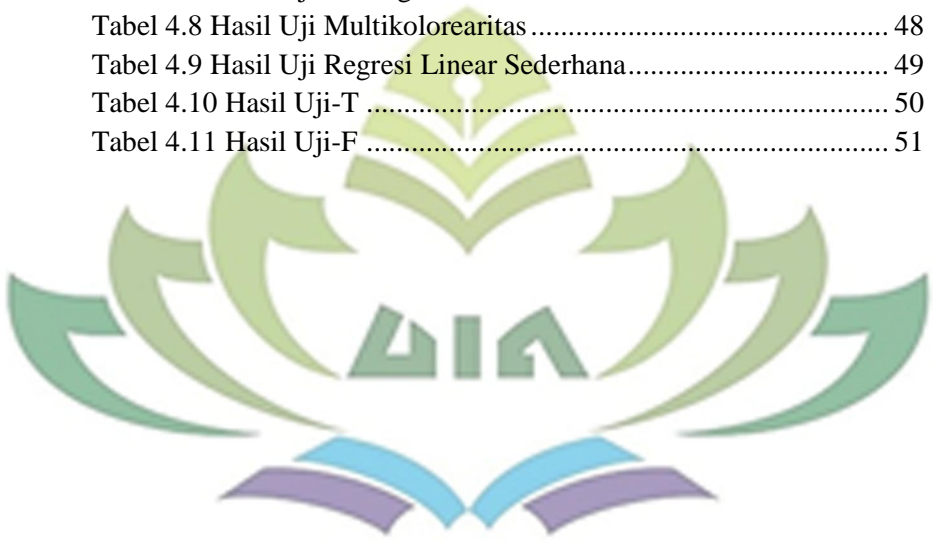 Tabel 4.8 Hasil Uji Multikolorearitas ................................................. 48
Tabel 4.9 Hasil Uji Regresi Linear Sederhana ................................... 49
Tabel 4.10 Hasil Uji-T ....................................................................... 50
Tabel 4.11 Hasil Uji-F ....................................................................... 51
UIN